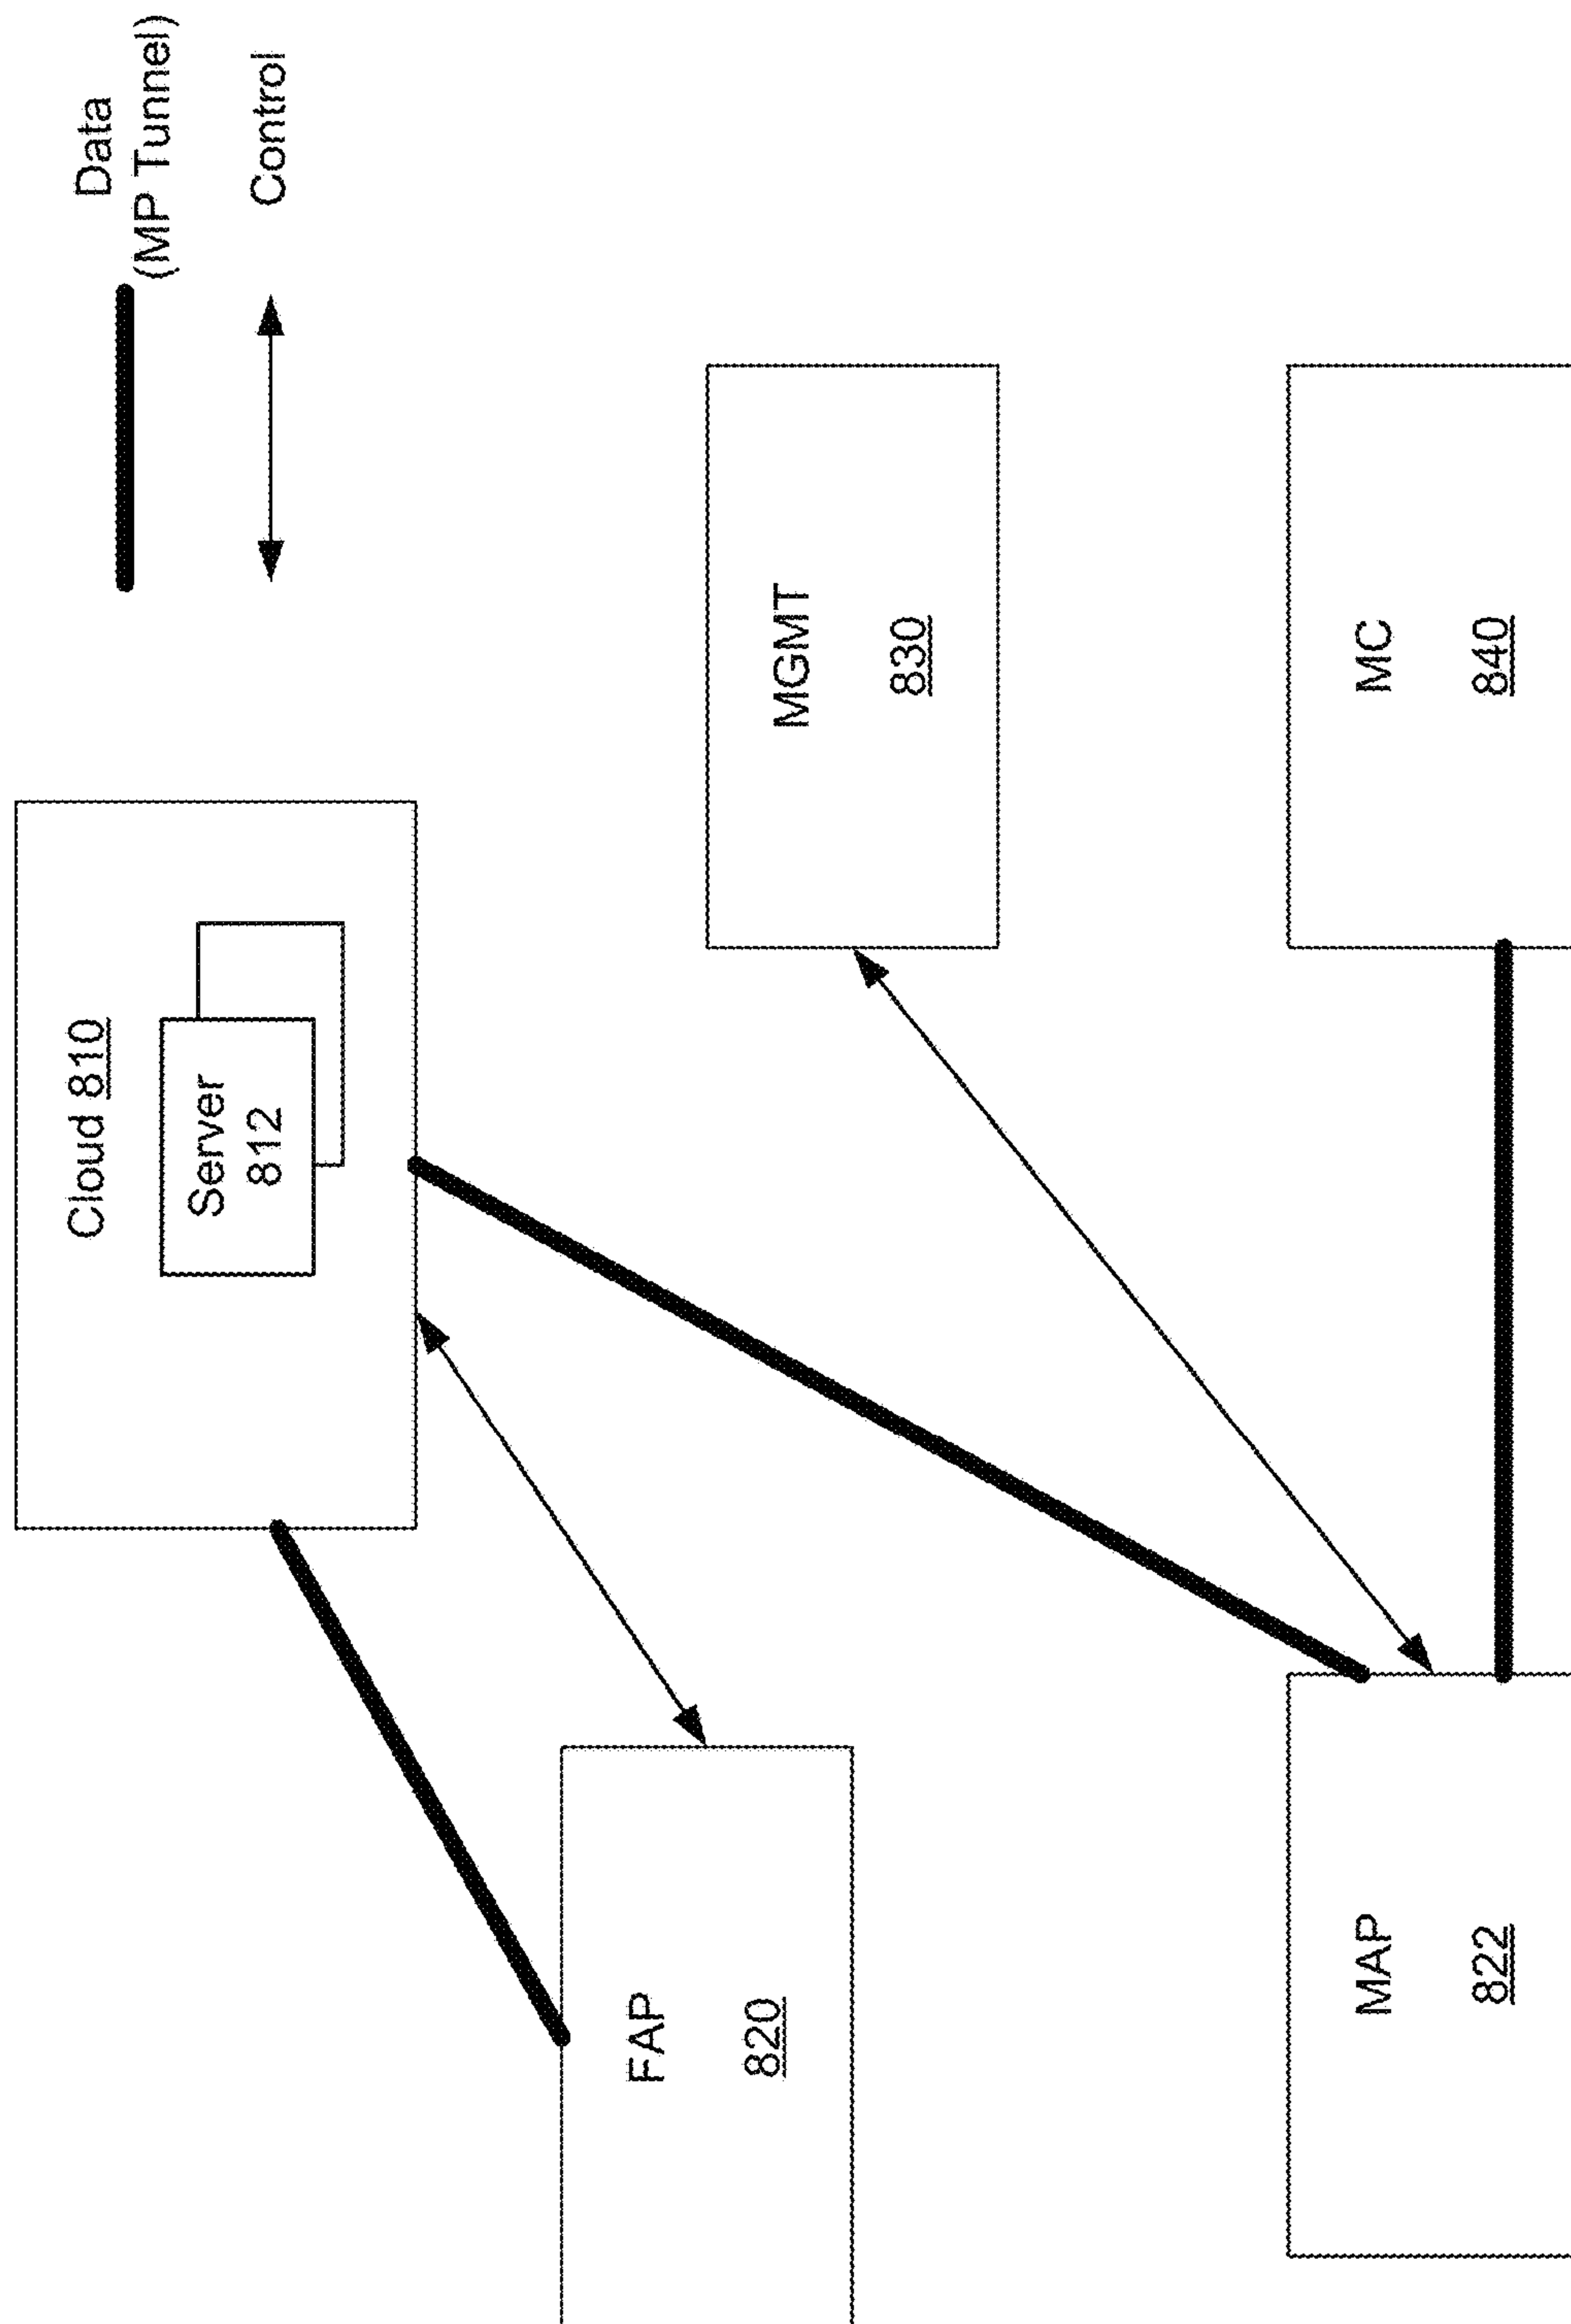 Data
(MP Tunnel)
Control
Cloud 810
Server
812
MGMT
830
FAP
820
MAP
822
MC
840